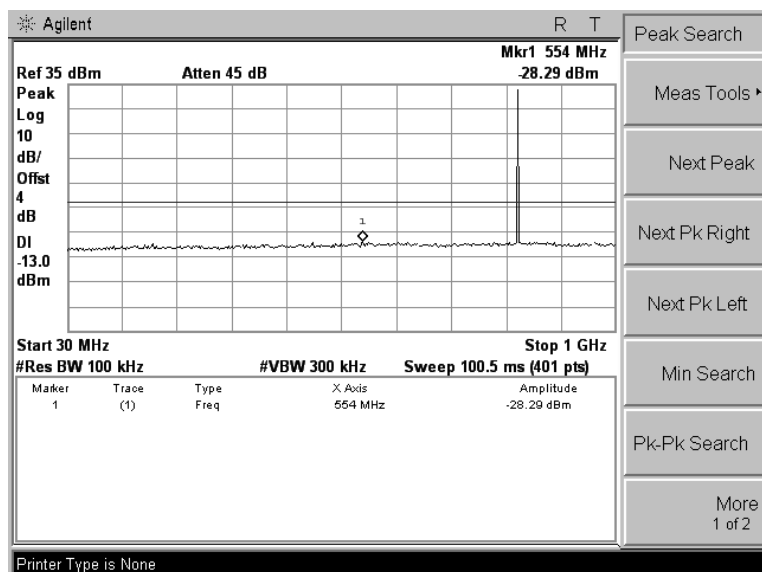 Agilent
R T
Mkr1 554 MHz
Ref 35 dBm Atten 45 dB -28.29 dBm
Peak
Log
10
dB/
Offst
4
dB
DI
-13.0
dBm
1
Start 30 MHz Stop 1 GHz
#Res BW 100 kHz #VBW 300 kHz Sweep 100.5 ms (401 pts)
Marker Trace Type X Axis Amplitude
1 (1) Freq 554 MHz -28.29 dBm
Peak Search
Meas Tools
Next Peak
Next Pk Right
Next Pk Left
Min Search
Pk-Pk Search
More
1 of 2
Printer Type is None